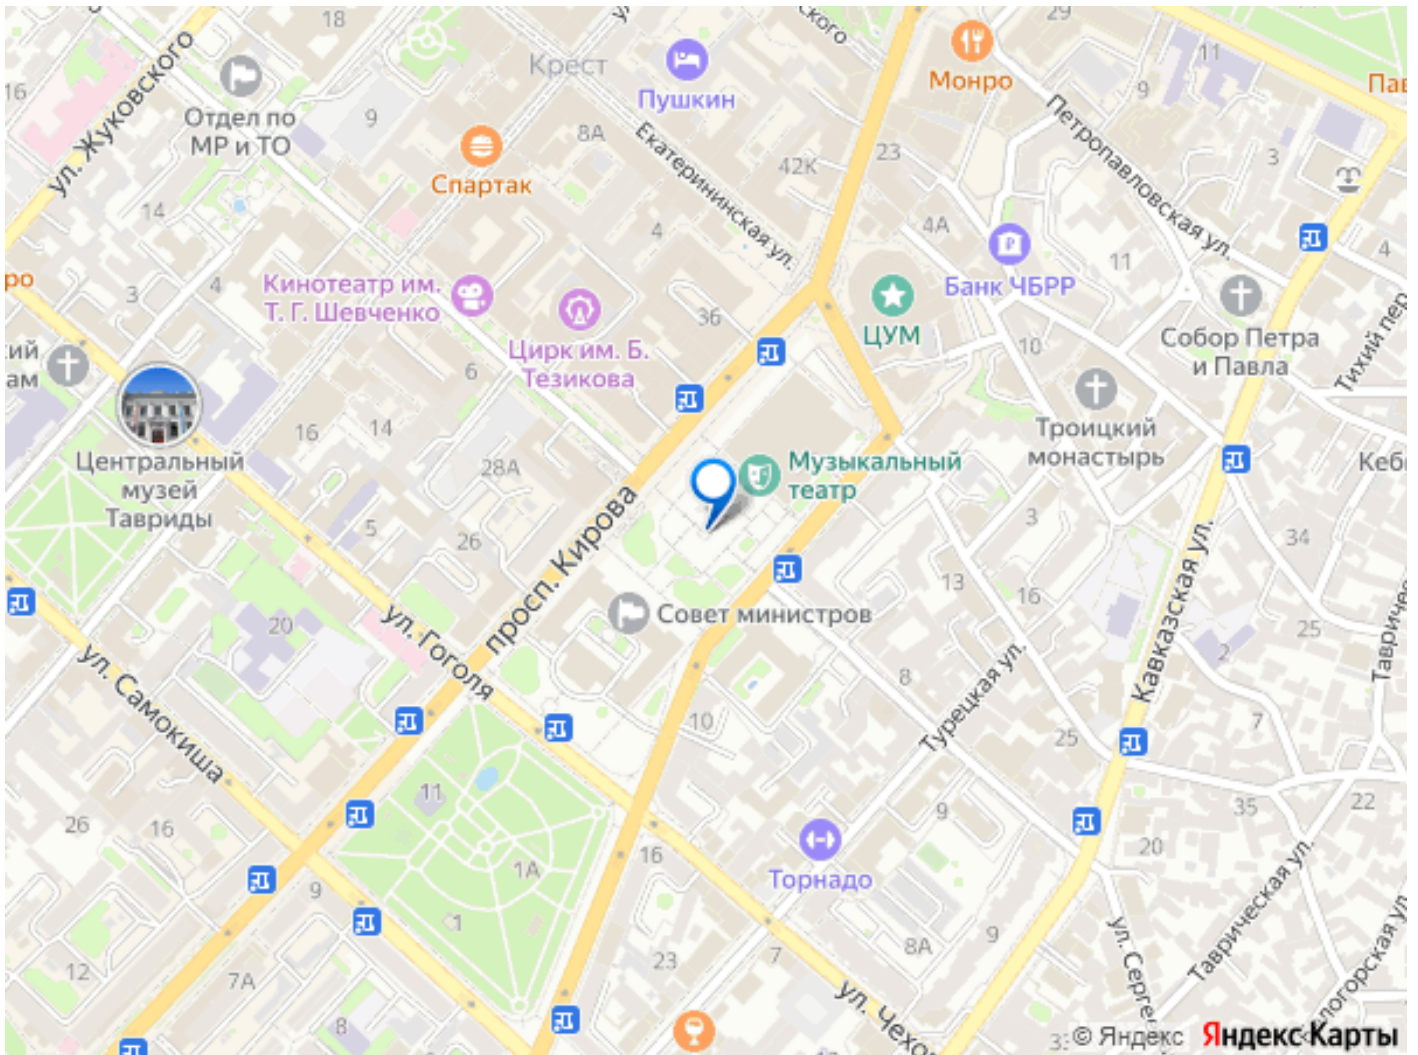 18
ского
29
Монро
11
Крест
Пушкин
Пав
16
ул. Жуковского
Отдел по
МР и ТО
9
8А
Екатерининская ул.
42К
23
9
Петропавловская ул.
3
Спартак
14
4
4А
Банк ЧБРР
11
4
ро
3
4
Кинотеатр им.
Т. Г. Шевченко
Цирк им. Б.
Тезикова
36
ЦУМ
10
Собор Петра
и Павла
Тихий пер
ий
ам
6
16
14
28А
Центральный
музей
Тавриды
5
26
просп. Кирова
Музыкальный
театр
Троицкий
монастырь
Кеб
3
34
13
16
Кавказская ул.
25
Тавричес
2
20
ул. Гоголя
Совет министров
8
Турецкая ул.
7
ул. Самокиша
10
25
11
26
16
1А
1
16
9
35
22
20
Торнадо
9
12
7А
8
23
7
8А
9
ул. Чехо
ул. Серге
Таврическая ул.
логорская ул
© Яндекс Яндекс Карты